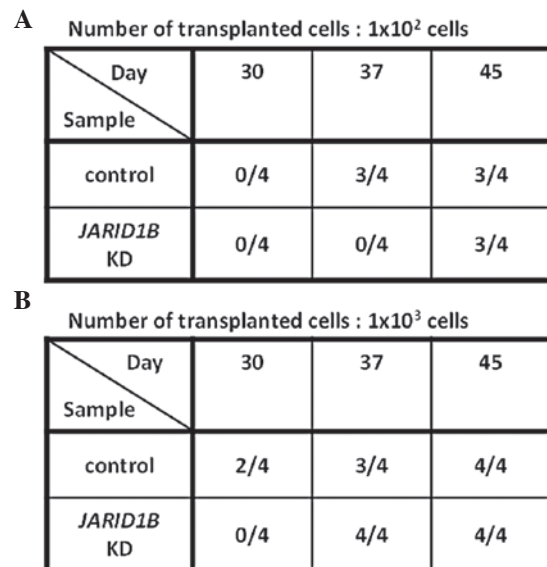 A
Number of transplanted cells : 1x10² cells
Day 30 37 45
Sample
control 0/4 3/4 3/4
JARID1B KD 0/4 0/4 3/4
B
Number of transplanted cells : 1x10³ cells
Day 30 37 45
Sample
control 2/4 3/4 4/4
JARID1B KD 0/4 4/4 4/4